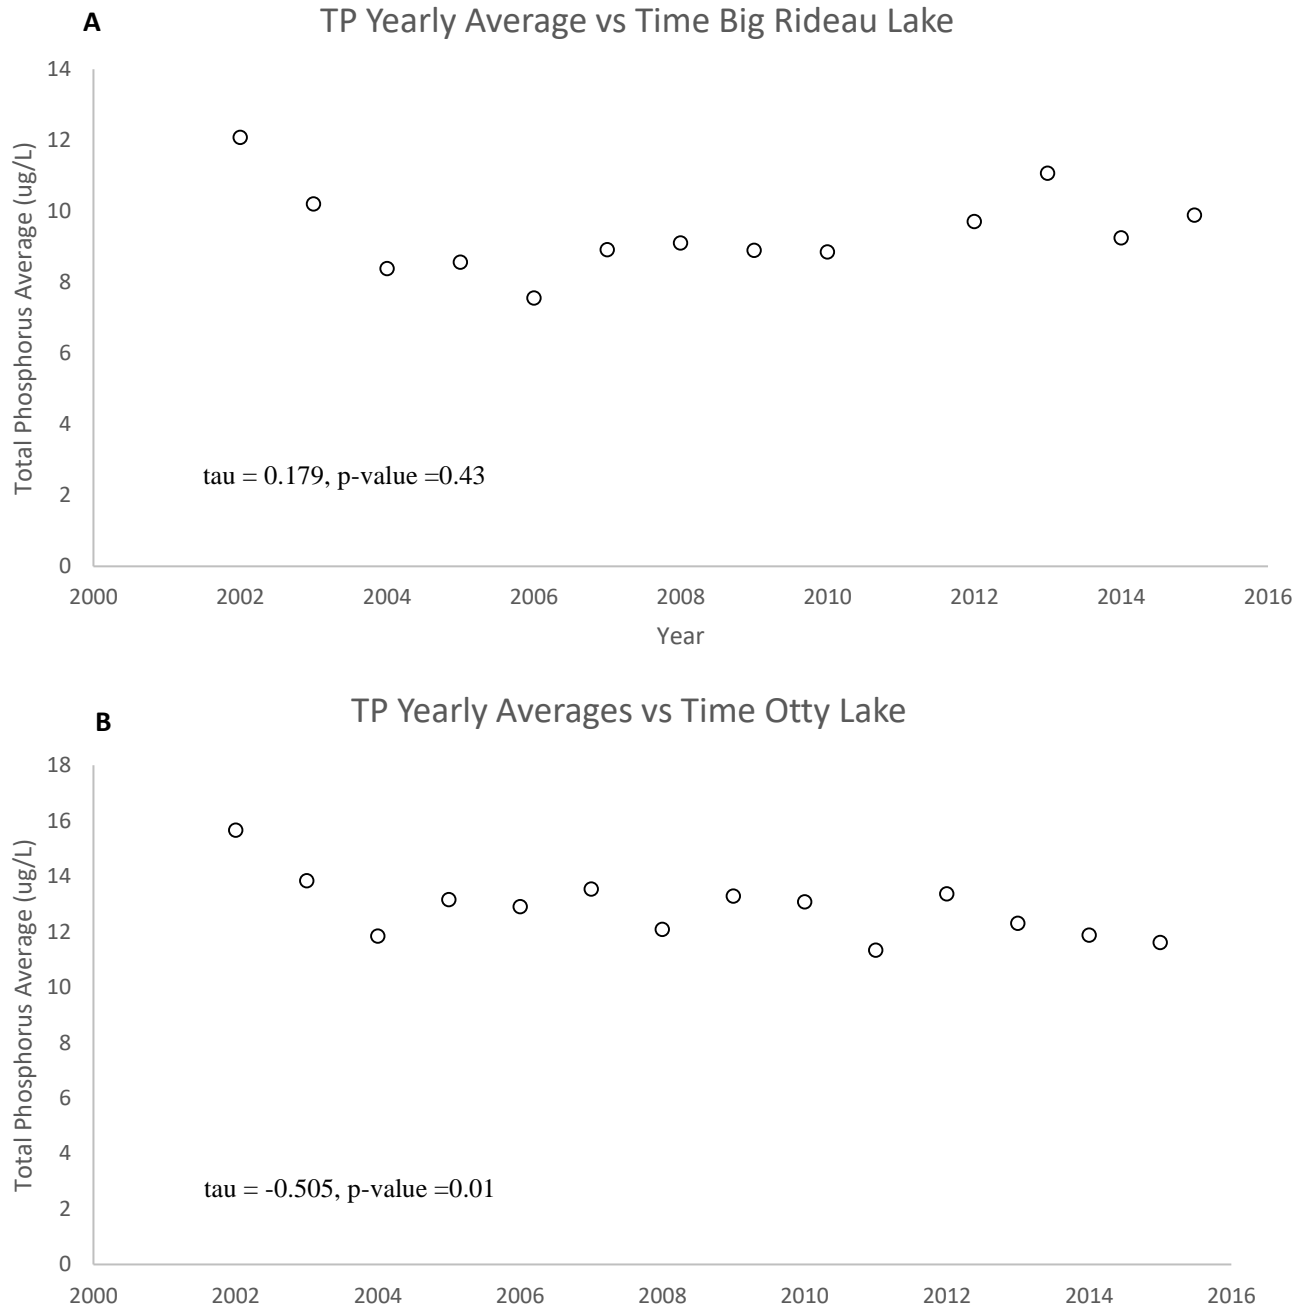 A
TP Yearly Average vs Time Big Rideau Lake
Total Phosphorus Average (ug/L)
14
12
10
8
6
4
2
0
tau = 0.179, p-value =0.43
2000 2002 2004 2006 2008 2010 2012 2014 2016
Year
B
TP Yearly Averages vs Time Otty Lake
Total Phosphorus Average (ug/L)
18
16
14
12
10
8
6
4
2
0
tau = -0.505, p-value =0.01
2000 2002 2004 2006 2008 2010 2012 2014 2016